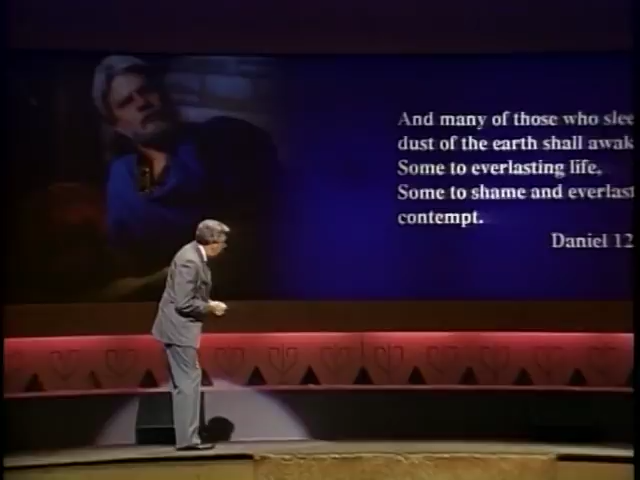 And many of those who slee
dust of the earth shall awak
Some to everlasting life,
Some to shame and everlast
contempt.
Daniel 12